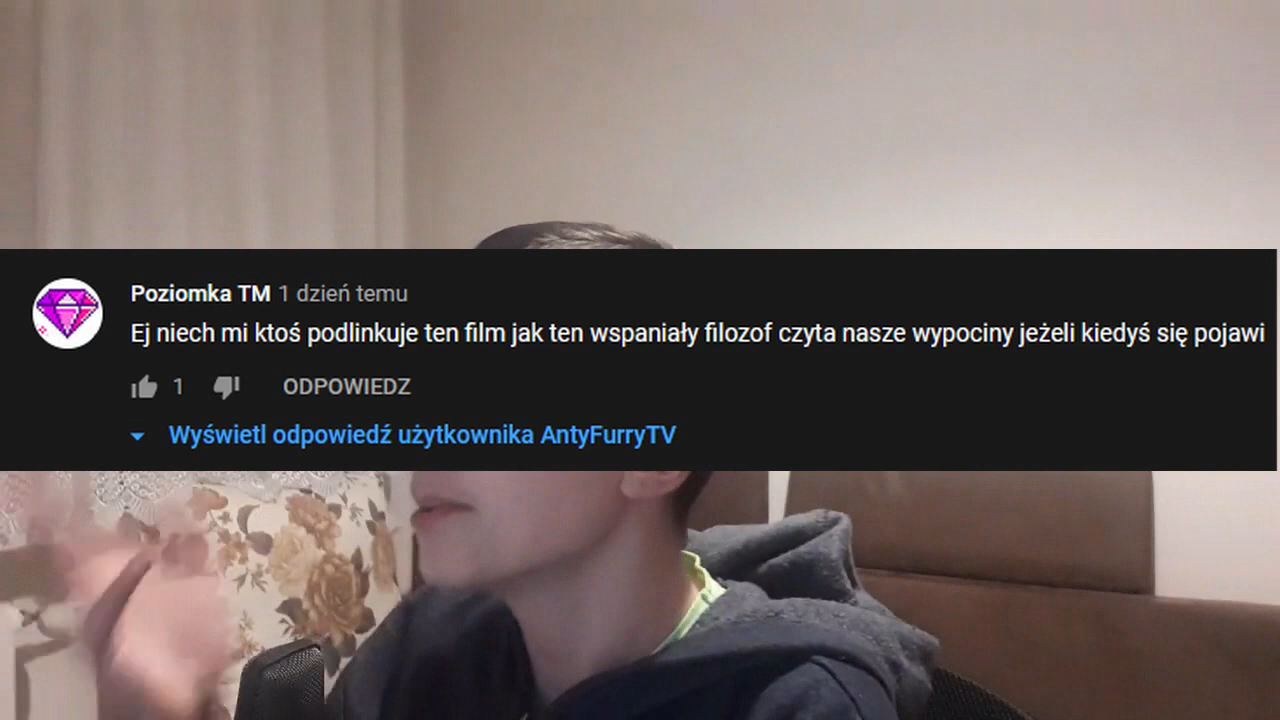 Poziomka TM 1 dzień temu
Ej niech mi ktoś podlinkuje ten film jak ten wspaniały filozof czyta nasze wypociny jeżeli kiedyś się pojawi
1 ODPOWIEDZ
Wyświetl odpowiedź użytkownika AntyFurryTV